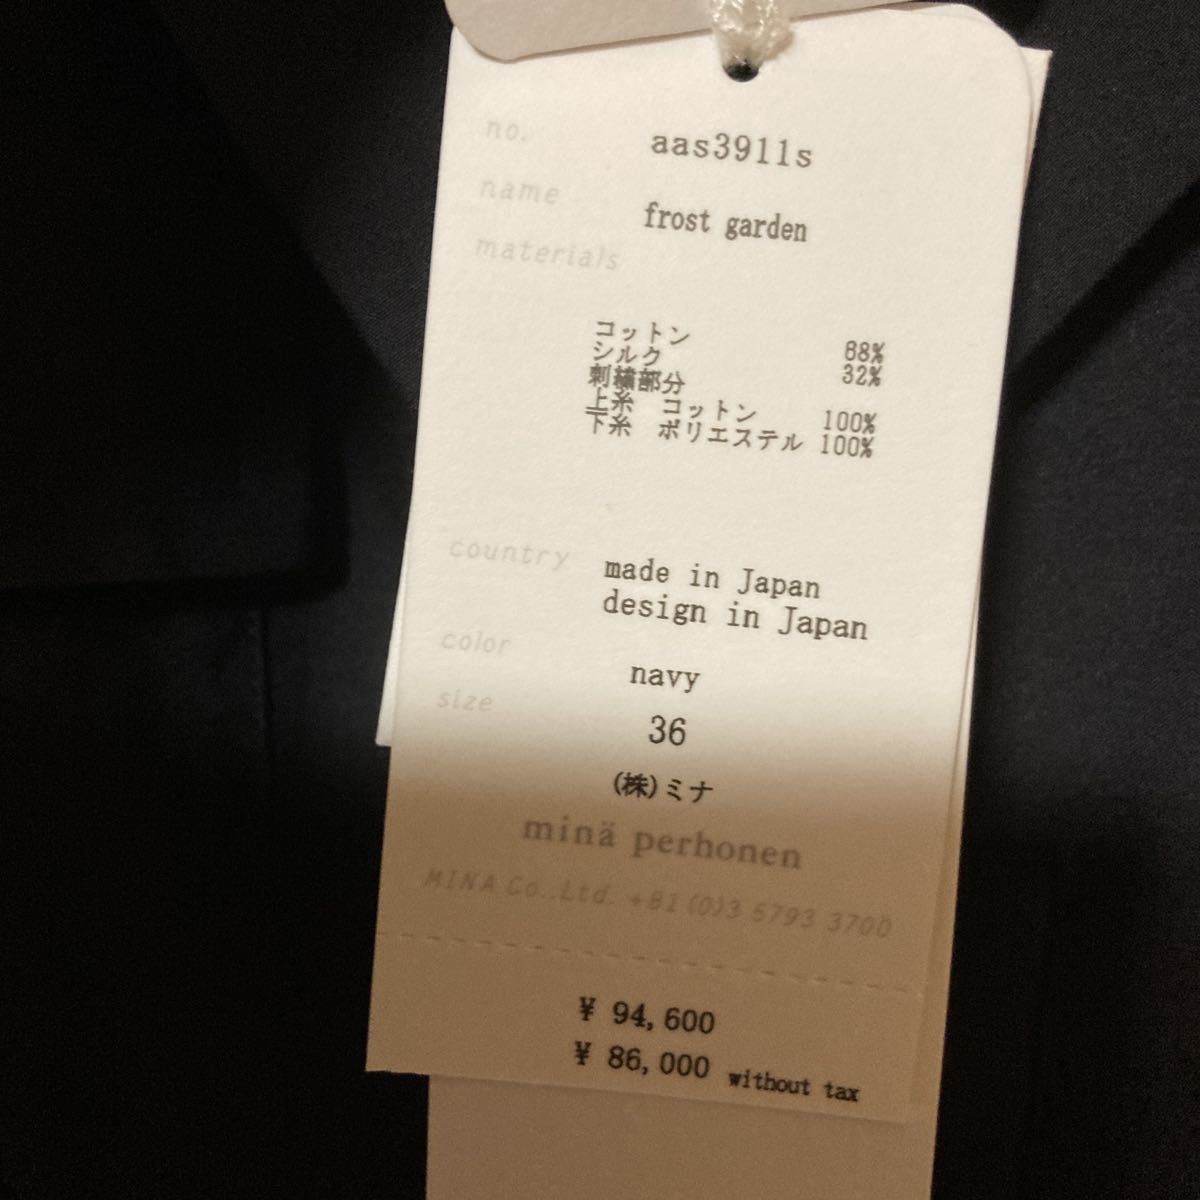 no. aas3911s
name frost garden
materials
コットン 68%
シルク 32%
刺繍部分
上糸 コットン 100%
下糸 ポリエステル 100%
country made in Japan
design in Japan
color navy
size 36
(株)ミナ
minä perhonen
MINA Co.,Ltd. +81(0)3 5793 3700
¥ 94,600
¥ 86,000 without tax